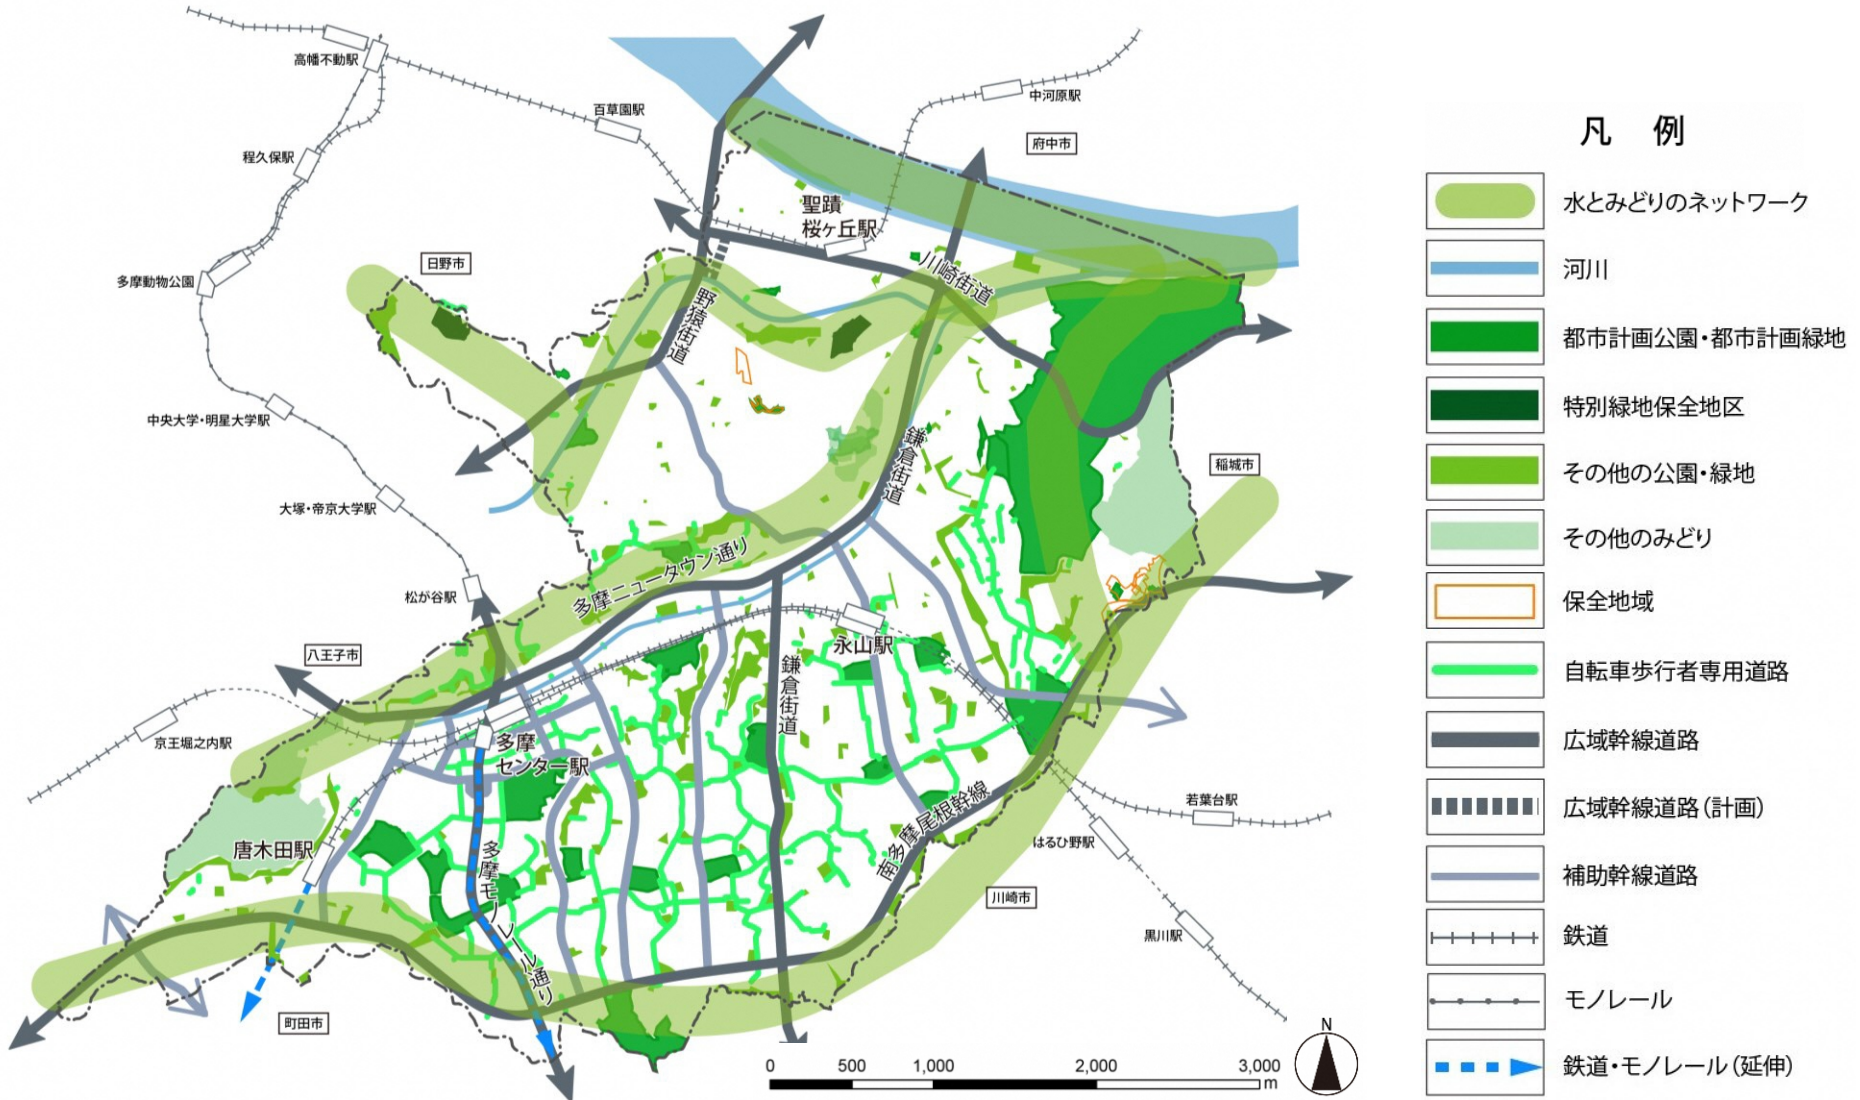 高幡不動駅
百草園駅
中河原駅
府中市
程久保駅
聖蹟
桜ヶ丘駅
日野市
多摩動物公園
川崎街道
野猿街道
中央大学・明星大学駅
鎌倉街道
稲城市
大塚・帝京大学駅
多摩ニュータウン通り
松が谷駅
永山駅
八王子市
鎌倉街道
京王堀之内駅
多摩
センター駅
若葉台駅
南多摩尾根幹線
はるひ野駅
唐木田駅
多摩モノレール通り
川崎市
黒川駅
町田市
N
0 500 1,000 2,000 3,000
m
凡 例
水とみどりのネットワーク
河川
都市計画公園・都市計画緑地
特別緑地保全地区
その他の公園・緑地
その他のみどり
保全地域
自転車歩行者専用道路
広域幹線道路
広域幹線道路（計画）
補助幹線道路
鉄道
モノレール
鉄道・モノレール（延伸）